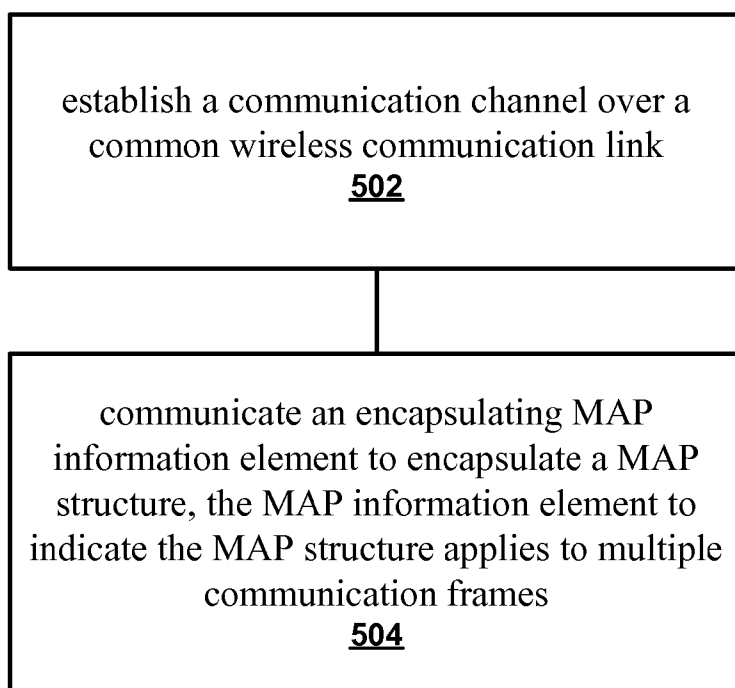 establish a communication channel over a
common wireless communication link
502
communicate an encapsulating MAP
information element to encapsulate a MAP
structure, the MAP information element to
indicate the MAP structure applies to multiple
communication frames
504